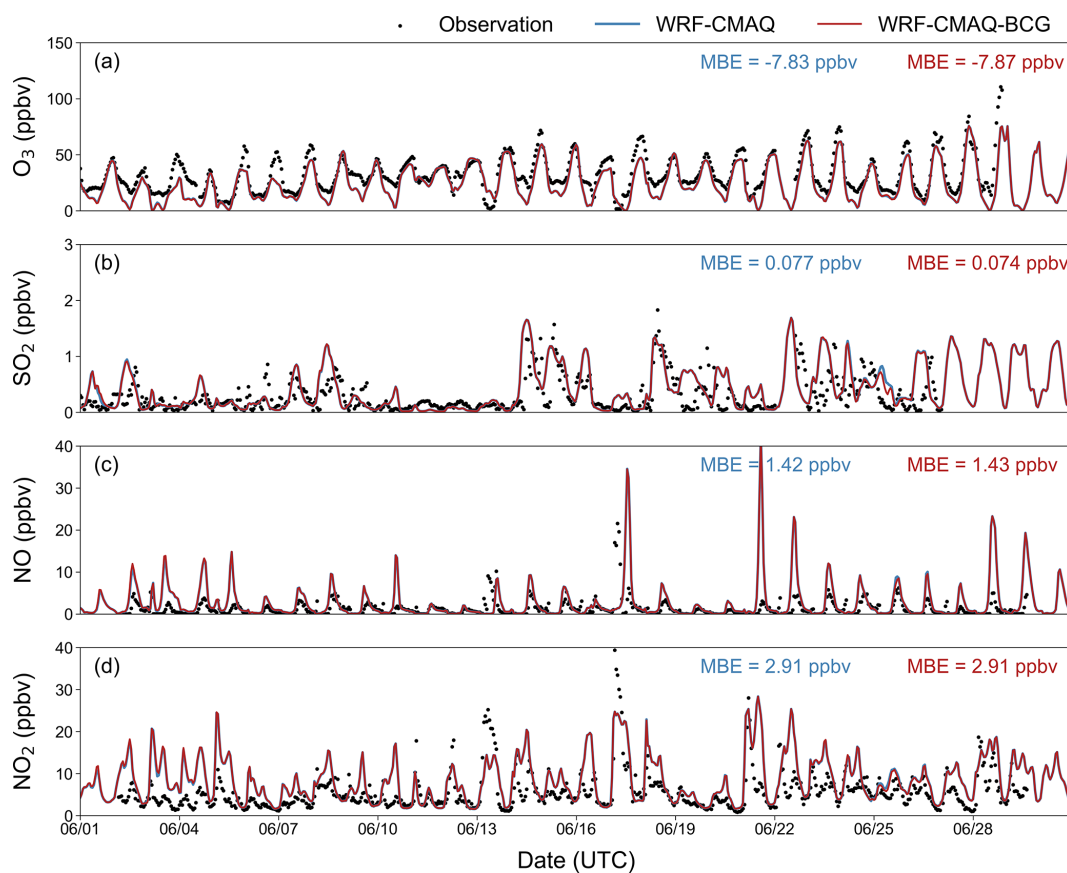 Observation WRF-CMAQ WRF-CMAQ-BCG
(a) MBE = -7.83 ppbv MBE = -7.87 ppbv
O3 (ppbv)
150
100
50
0
(b) MBE = 0.077 ppbv MBE = 0.074 ppbv
SO2 (ppbv)
3
2
1
0
(c) MBE = 1.42 ppbv MBE = 1.43 ppbv
NO (ppbv)
40
30
20
10
0
(d) MBE = 2.91 ppbv MBE = 2.91 ppbv
NO2 (ppbv)
40
30
20
10
0
06/01 06/04 06/07 06/10 06/13 06/16 06/19 06/22 06/25 06/28
Date (UTC)